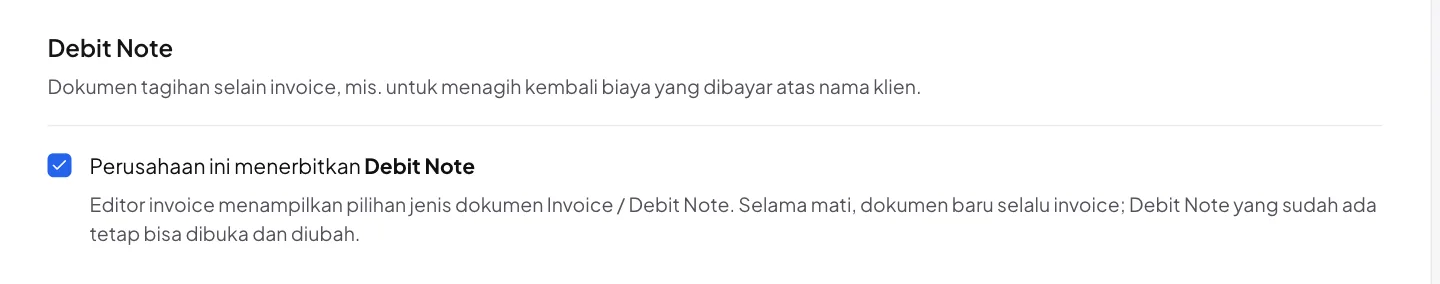 Debit Note
Dokumen tagihan selain invoice, mis. untuk menagih kembali biaya yang dibayar atas nama klien.
Perusahaan ini menerbitkan Debit Note
Editor invoice menampilkan pilihan jenis dokumen Invoice / Debit Note. Selama mati, dokumen baru selalu invoice; Debit Note yang sudah ada
tetap bisa dibuka dan diubah.